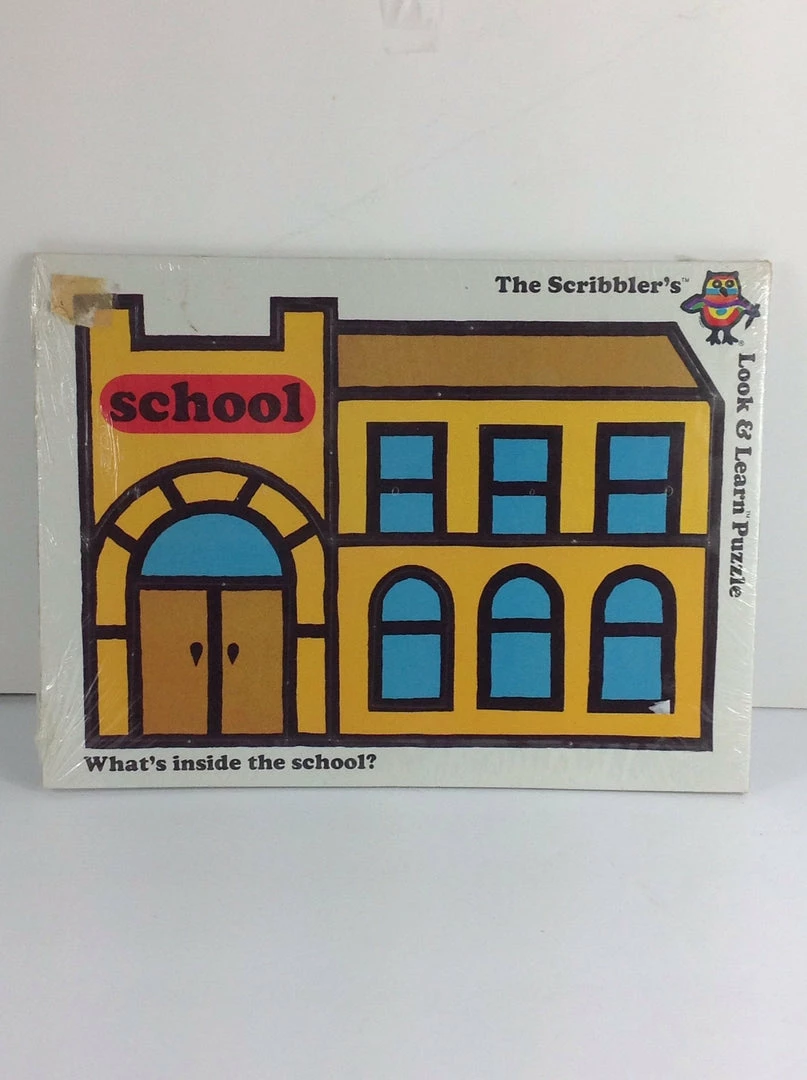 The Scribbler's™
®
Look & Learn™ Puzzle
school
What's inside the school?